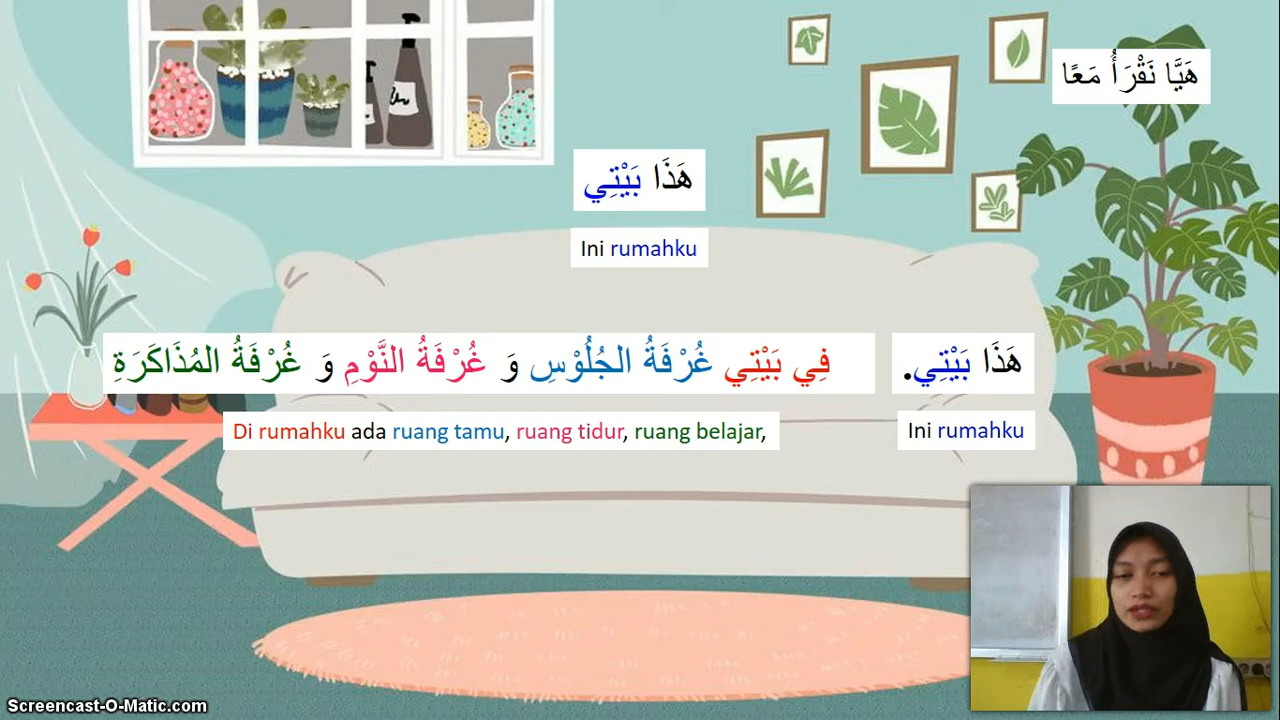 هَيَّا نَقْرَأُ مَعًا
هَذَا بَيْتِي
Ini rumahku
هَذَا بَيْتِي.
فِي بَيْتِي غُرْفَةُ الجُلُوْسِ وَ غُرْفَةُ النَّوْمِ وَ غُرْفَةُ المُذَاكَرَةِ
Ini rumahku
Di rumahku ada ruang tamu, ruang tidur, ruang belajar,
Screencast-O-Matic.com